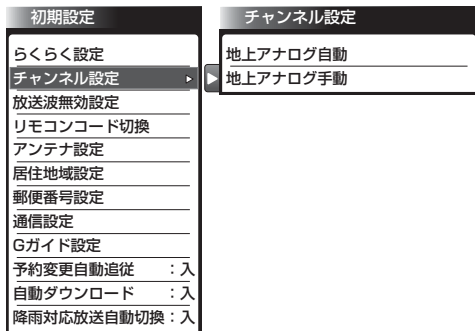 初期設定
らくらく設定
チャンネル設定
放送波無効設定
リモコンコード切換
アンテナ設定
居住地域設定
郵便番号設定
通信設定
Gガイド設定
予約変更自動追従 :入
自動ダウンロード :入
降雨対応放送自動切換:入
チャンネル設定
地上アナログ自動
地上アナログ手動